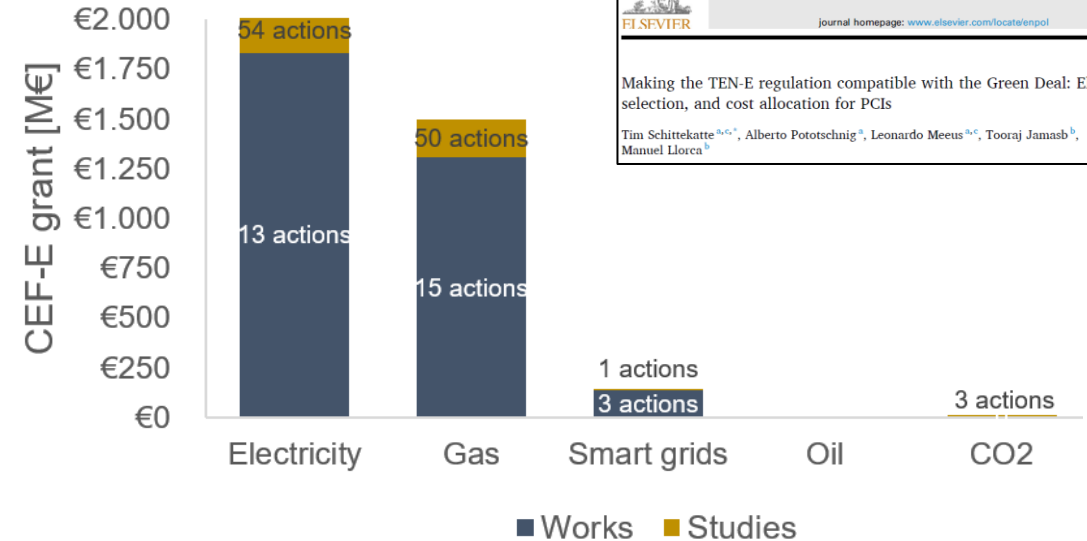 CEF-E grant [M€]
€2.000
€1.750
€1.500
€1.250
€1.000
€750
€500
€250
€0
54 actions
13 actions
50 actions
15 actions
1 actions
3 actions
3 actions
Electricity Gas Smart grids Oil CO2
Works Studies
ELSEVIER
journal homepage: www.elsevier.com/locate/enpol
Making the TEN-E regulation compatible with the Green Deal:
selection, and cost allocation for PCIs
Tim Schittekatte a,c,*, Alberto Pototschnig a, Leonardo Meeus a,c, Tooraj Jamasb b,
Manuel Llorca b